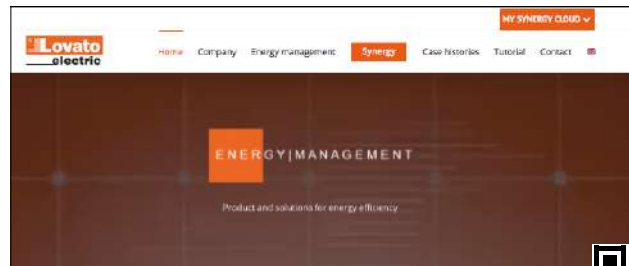 MY SYNERGY CLOUD
Lovato
electric
Home Company Energy management Synergy Case histories Tutorial Contact
ENERGY|MANAGEMENT
Product and solutions for energy efficiency